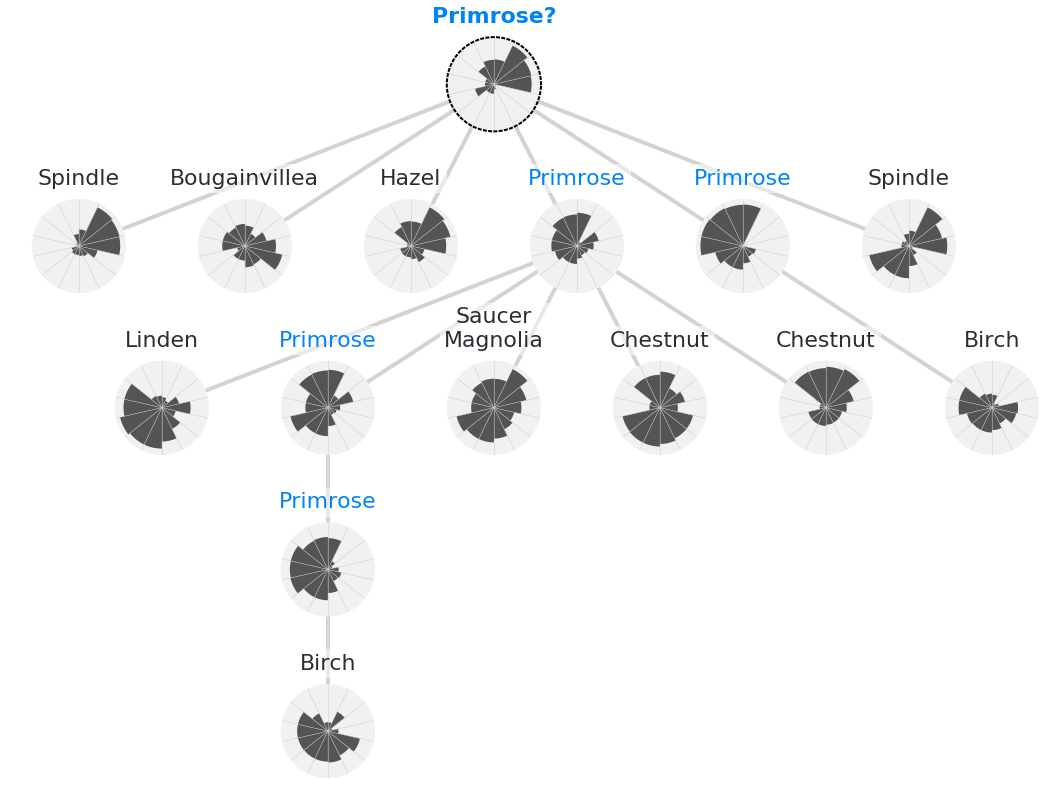 Primrose?
Spindle
Bougainvillea
Hazel
Primrose
Primrose
Spindle
Linden
Primrose
Saucer
Magnolia
Chestnut
Chestnut
Birch
Primrose
Birch